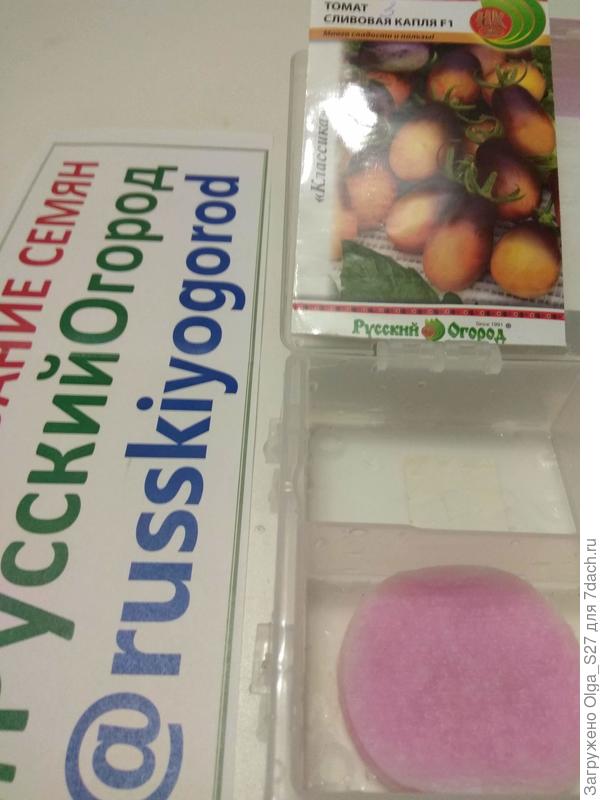 ТОМАТ
СЛИВОВАЯ КАПЛЯ F1
Много сладости и пользы!
«Классика»
Русский Огород
Since 1991 ®
НК
АНИЕ СЕМЯН
РусскийОгород
@russkiyogorod
Загружено Olga_S27 для 7dach.ru